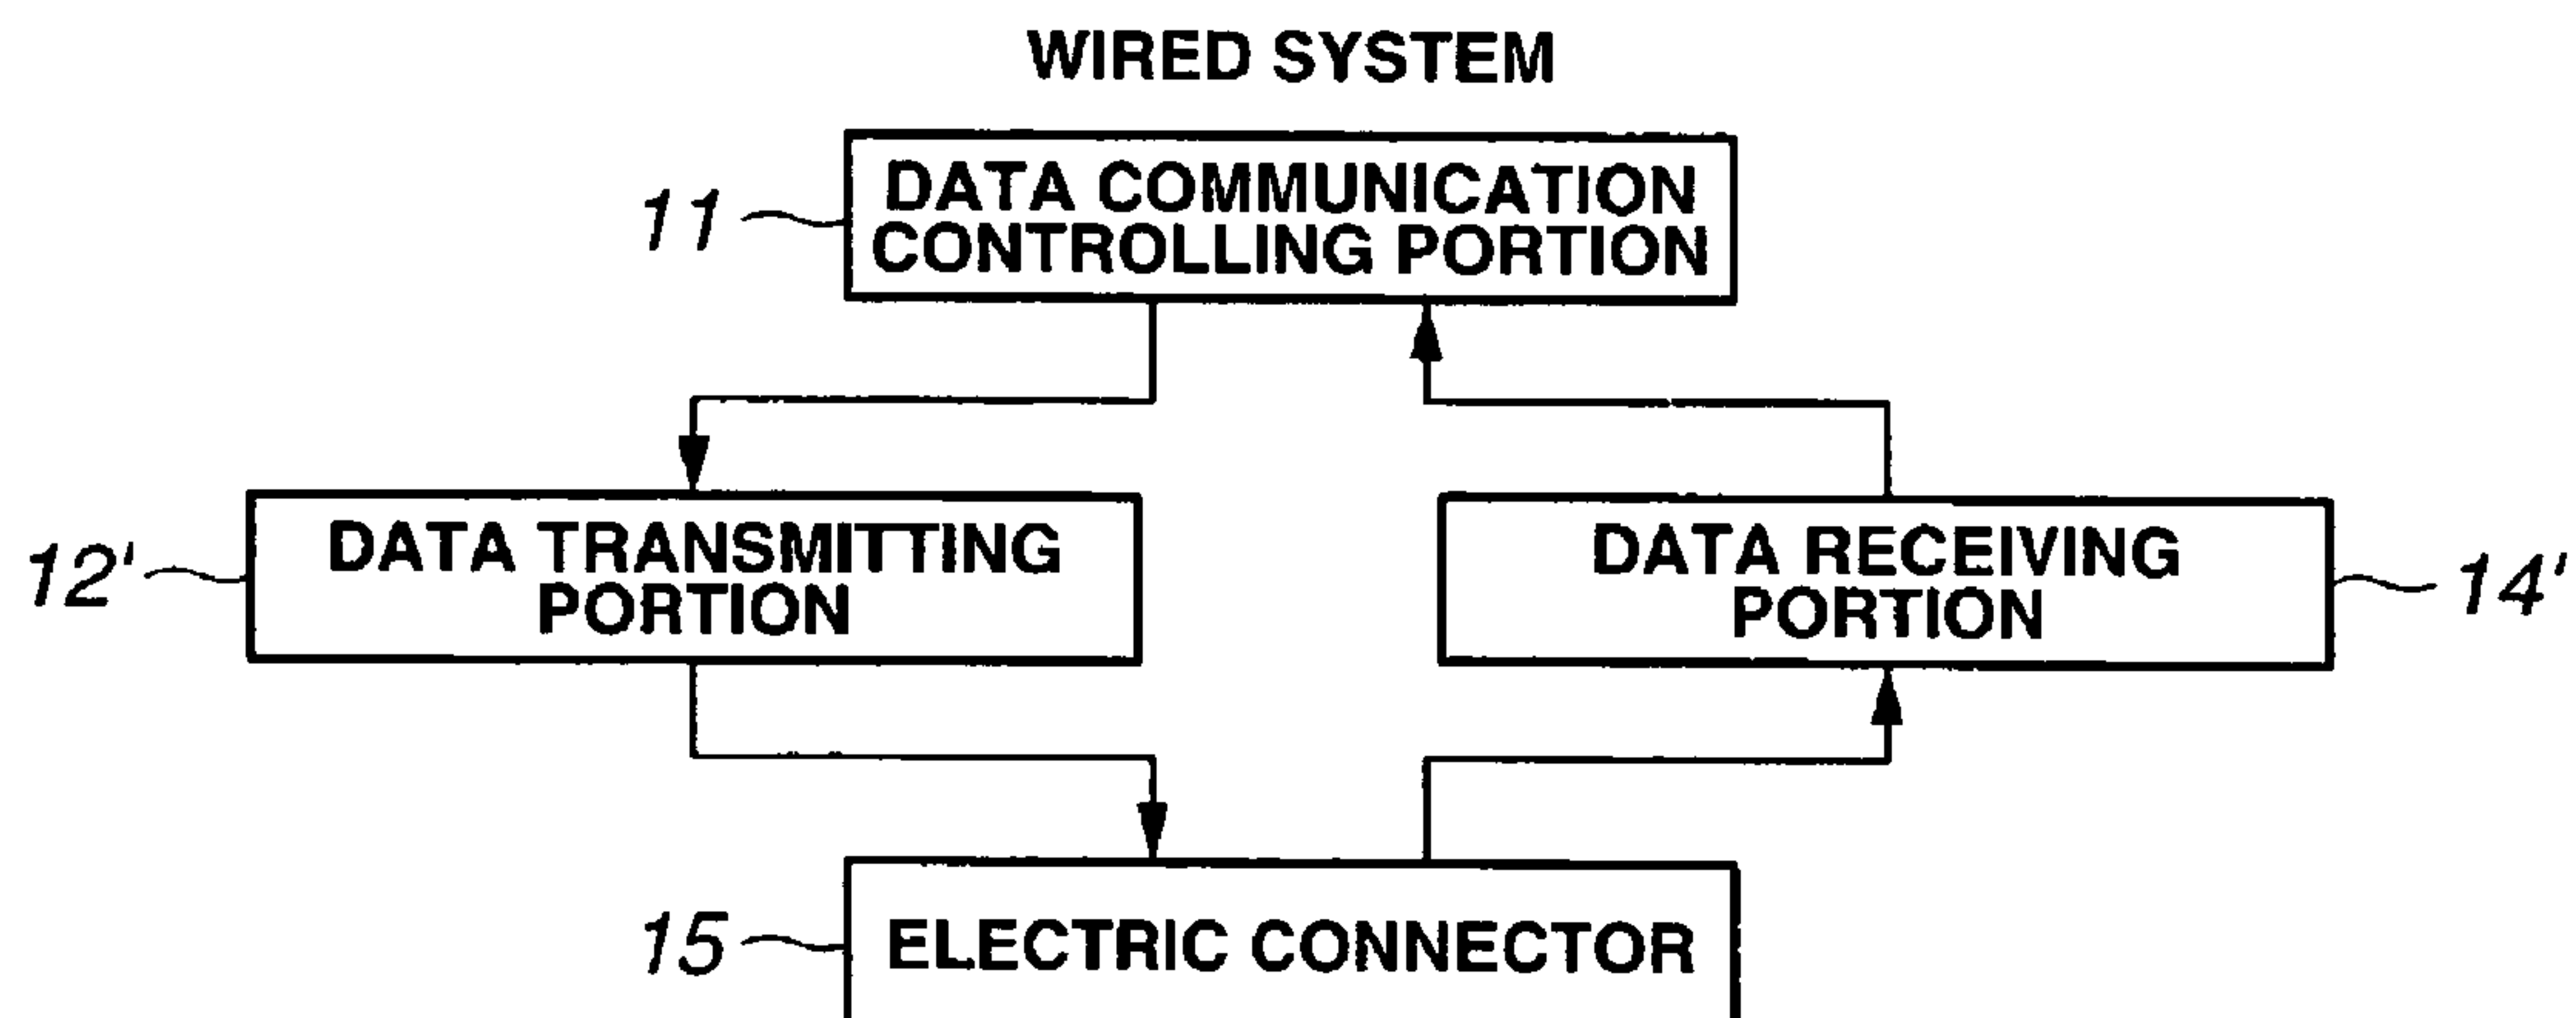 WIRED SYSTEM
11
DATA COMMUNICATION
CONTROLLING PORTION
12'
DATA TRANSMITTING
PORTION
DATA RECEIVING
PORTION
14'
15
ELECTRIC CONNECTOR